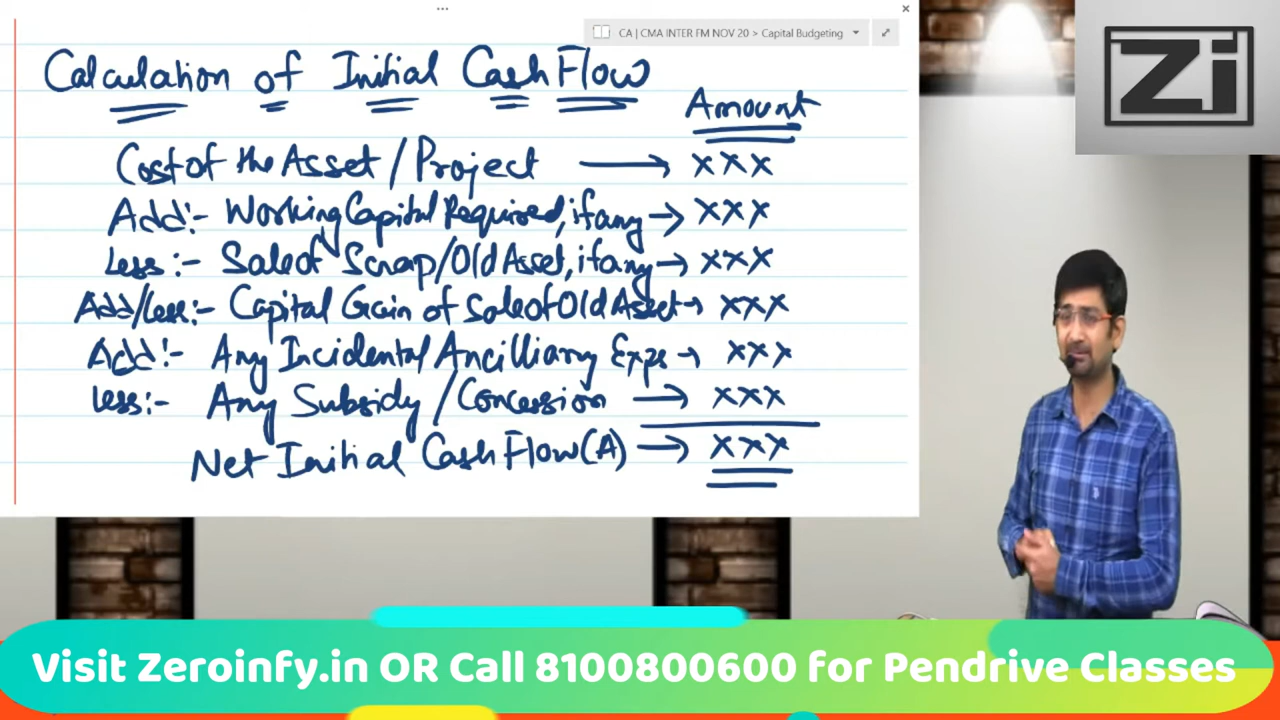 CA | CMA INTER FM NOV 20 > Capital Budgeting
Zi
Calculation of Initial Cash Flow
Amount
Cost of the Asset / Project → xxx
Add:- Working Capital Required, if any → xxx
Less:- Sale of Scrap/Old Asset, if any → xxx
Add/Less:- Capital Gain of Sale of Old Asset → xxx
Add:- Any Incidental Ancilliary Exps → xxx
Less:- Any Subsidy / Concession → xxx
Net Initial Cash Flow (A) → xxx
Visit Zeroinfy.in OR Call 8100800600 for Pendrive Classes